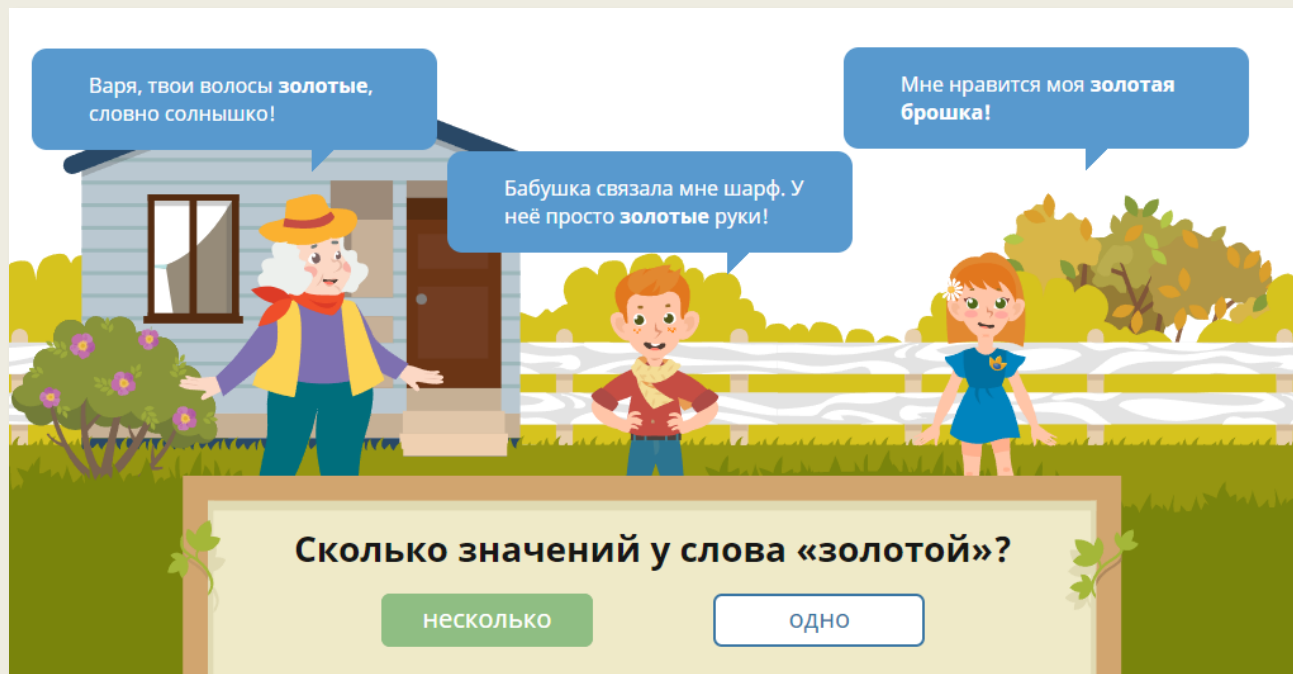 Варя, твои волосы золотые,
словно солнышко!
Мне нравится моя золотая
брошка!
Бабушка связала мне шарф. У
неё просто золотые руки!
Сколько значений у слова «золотой»?
несколько
одно